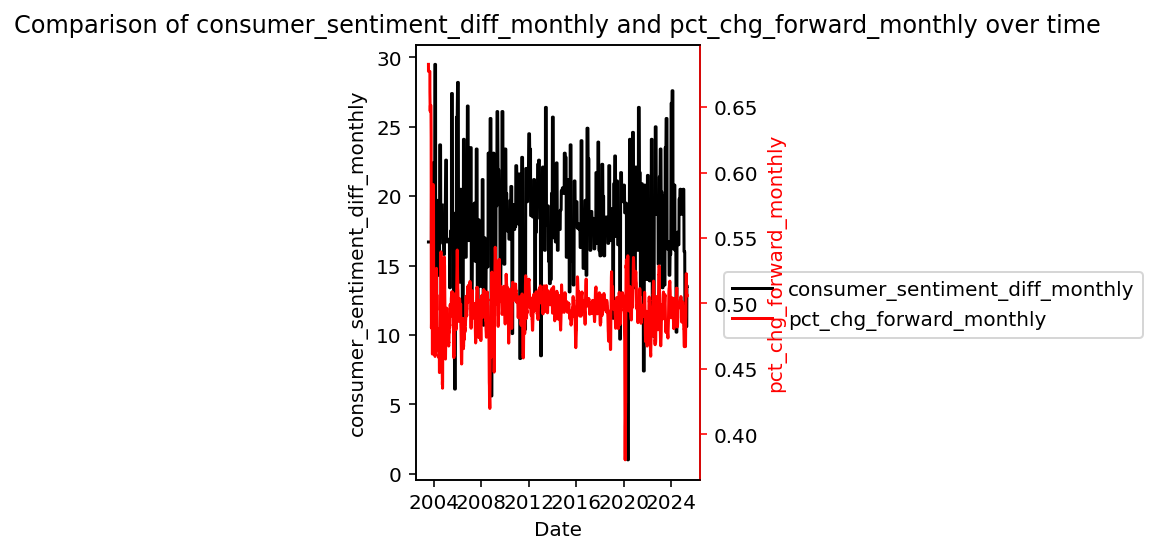 Comparison of consumer_sentiment_diff_monthly and pct_chg_forward_monthly over time
consumer_sentiment_diff_monthly
30
25
20
15
10
5
0
2004 2008 2012 2016 2020 2024
Date
0.65
0.60
0.55
0.50
0.45
0.40
pct_chg_forward_monthly
consumer_sentiment_diff_monthly
pct_chg_forward_monthly